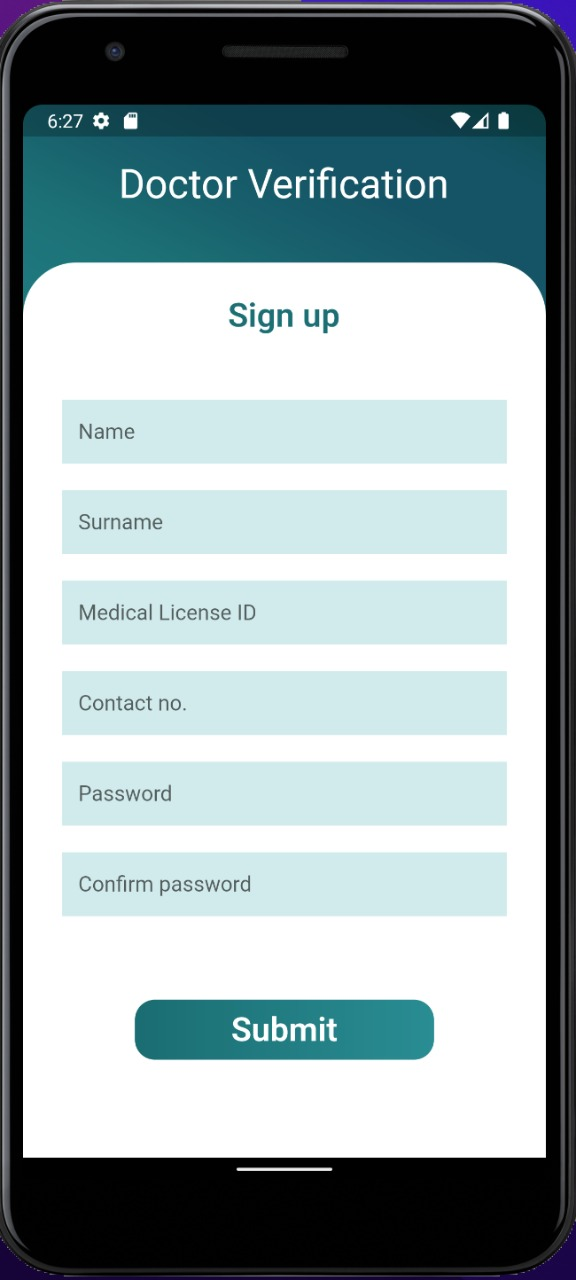 6:27
Doctor Verification
Sign up
Name
Surname
Medical License ID
Contact no.
Password
Confirm password
Submit